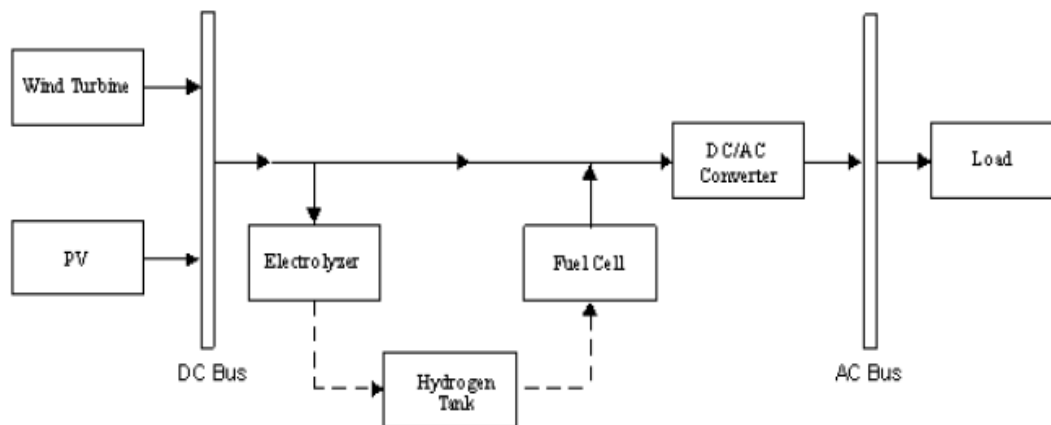 Wind Turbine
PV
DC Bus
Electrolyzer
Hydrogen
Tank
Fuel Cell
DC/AC
Converter
AC Bus
Load